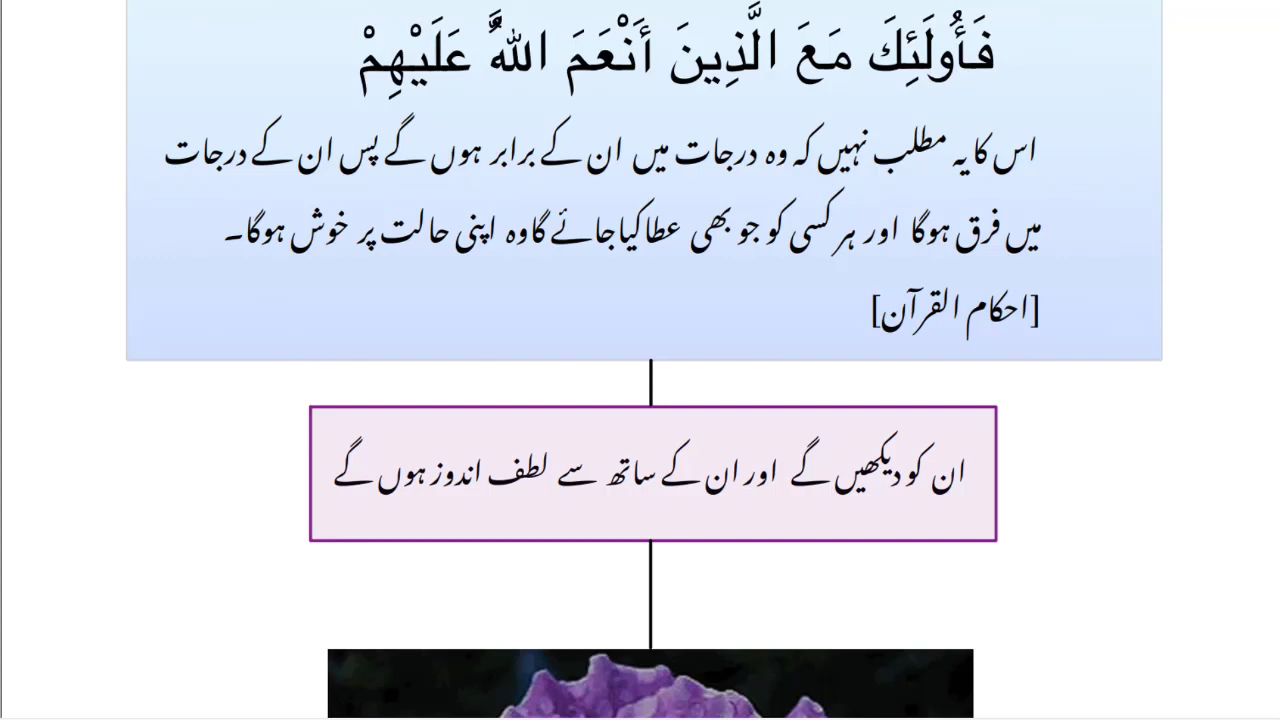 فَأُولَئِكَ مَعَ الَّذِينَ أَنْعَمَ اللَّهُ عَلَيْهِمْ
اس کا یہ مطلب نہیں کہ وہ درجات میں ان کے برابر ہوں گے پس ان کے درجات
میں فرق ہوگا اور ہر کسی کو جو بھی عطا کیا جائے گا وہ اپنی حالت پر خوش ہوگا۔
[احکام القرآن]
ان کو دیکھیں گے اور ان کے ساتھ سے لطف اندوز ہوں گے